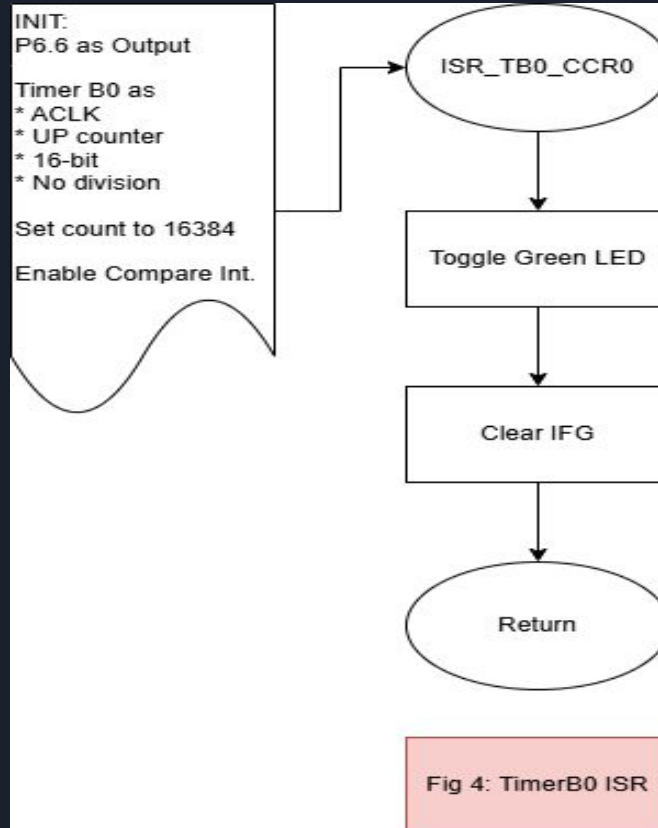 INIT:
P6.6 as Output
Timer B0 as
* ACLK
* UP counter
* 16-bit
* No division
Set count to 16384
Enable Compare Int.
ISR_TB0_CCR0
Toggle Green LED
Clear IFG
Return
Fig 4: TimerB0 ISR